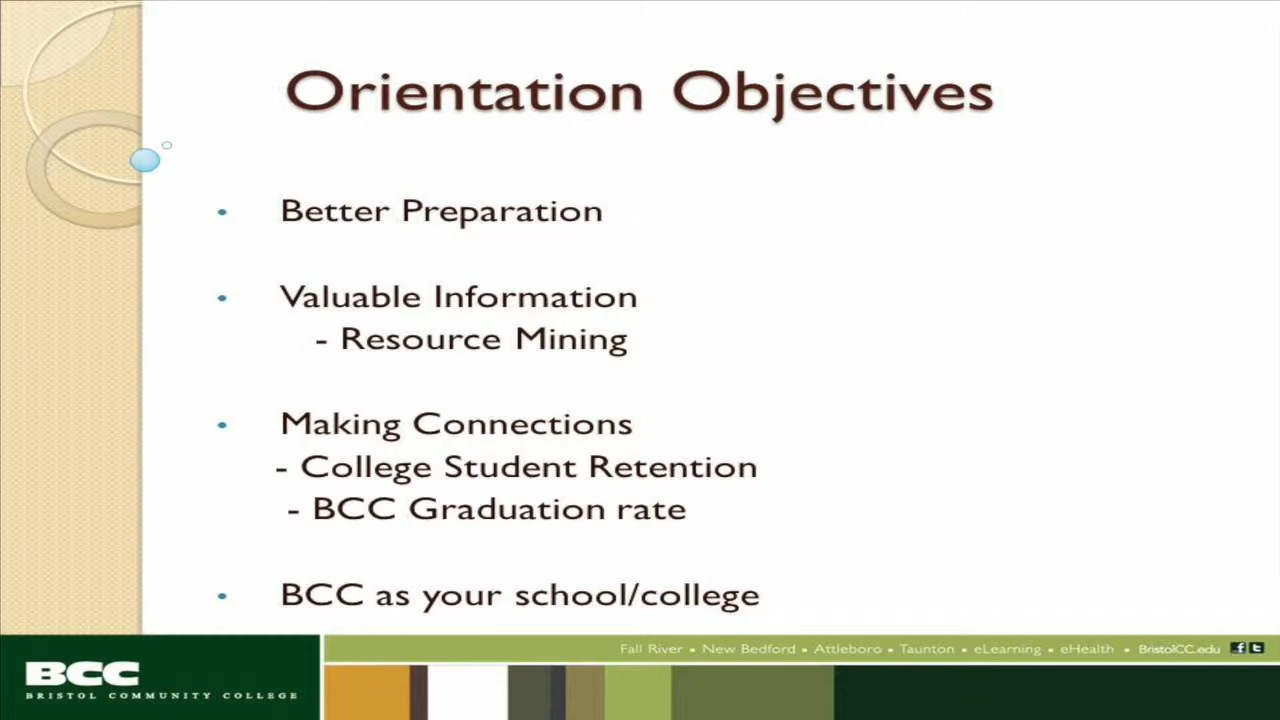 Orientation Objectives
• Better Preparation
• Valuable Information
- Resource Mining
• Making Connections
- College Student Retention
- BCC Graduation rate
• BCC as your school/college
Fall River • New Bedford • Attleboro • Taunton • eLearning • eHealth • BristolCC.edu
BCC
BRISTOL COMMUNITY COLLEGE